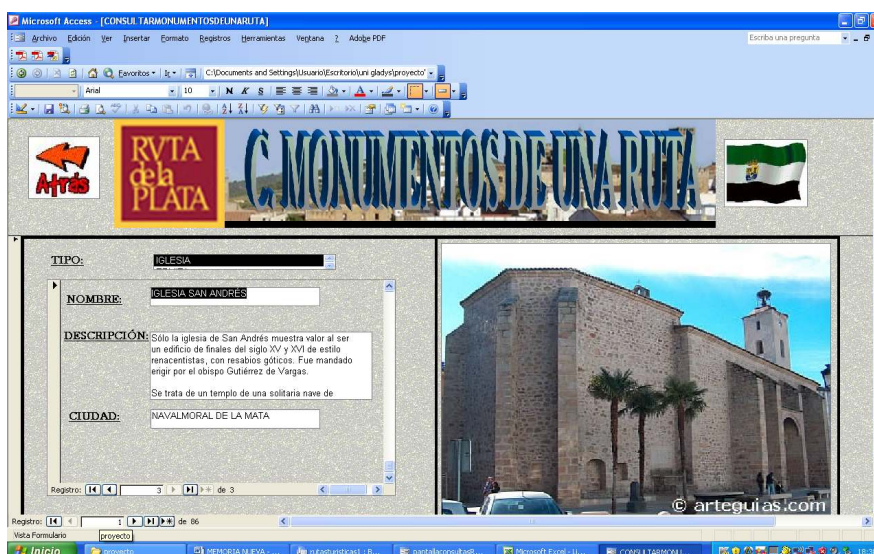 Microsoft Access - [CONSULTARMONUMENTOSDEUNARUTA]
Archivo Edición Ver Insertar Formato Registros Herramientas Ventana ? Adobe PDF
Escriba una pregunta
Favoritos Ir C:\Documents and Settings\Usuario\Escritorio\uni gladys\proyecto'
Arial 10 N K S
Atrás
RVTA
dela
PLATA
C. MONUMENTOS DE UNA RUTA
TIPO: IGLESIA
NOMBRE: IGLESIA SAN ANDRÉS
DESCRIPCIÓN: Sólo la iglesia de San Andrés muestra valor al ser
un edificio de finales del siglo XV y XVI de estilo
renacentistas, con resabios góticos. Fue mandado
erigir por el obispo Gutiérrez de Vargas.
Se trata de un templo de una solitaria nave de
CIUDAD: NAVALMORAL DE LA MATA
Registro: 3 de 3
© arteguias.com
Registro: 1 de 86
Vista Formulario
proyecto
Inicio proyecto MEMORIA NUEVA - ... rutasturisticas1 : B... pantallaconsultas8... Microsoft Excel - U... CONSULTARMONU...